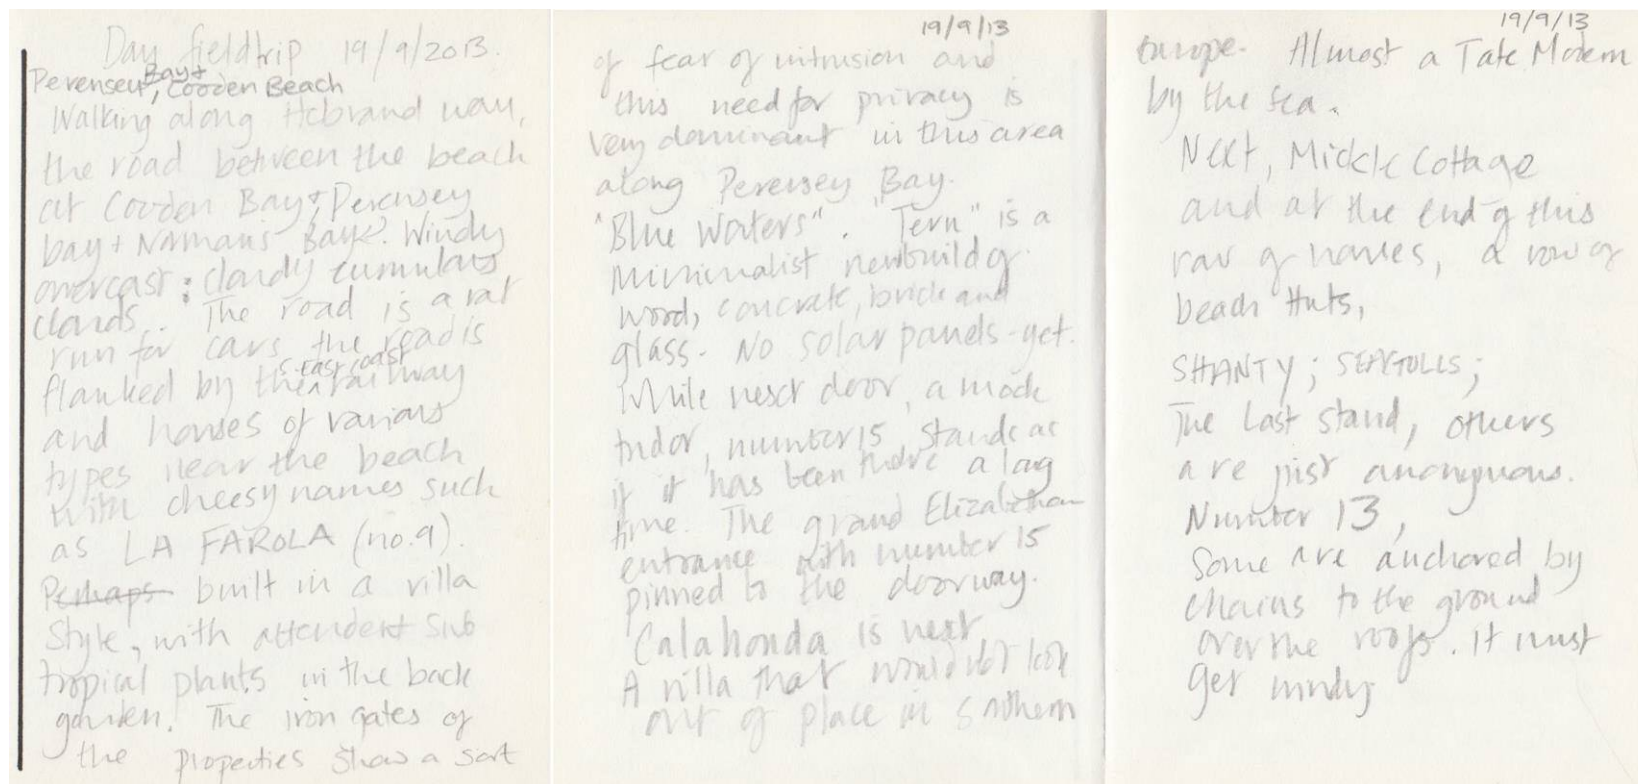 Day fieldtrip 19/9/2013.
Pevensey Bay + , Cooden Beach
Walking along Herbrand way,
the road between the beach
at Cooden Bay + Pevensey
bay + Normans Bay. Windy
overcast; cloudy cumulus
clouds. The road is a rat
run for cars the road is
flanked by the S. East coast railway
and houses of various
types near the beach
with cheesy names such
as LA FAROLA (no.9).
Perhaps built in a villa
style, with attendent sub
tropical plants in the back
garden. The iron gates of
the properties show a sort
19/9/13
of fear of intrusion and
this need for privacy is
very dominant in this area
along Pevensey Bay.
"Blue Waters". "Tern" is a
minimalist newbuild of
wood, concrete, brick and
glass. No solar panels-yet.
While next door, a mock
tudor, number 15, stands as
if it has been there a long
time. The grand Elizabethan
entrance with number 15
pinned to the doorway.
Calahonda is next
A villa that would not look
out of place in Southern
19/9/13
Europe. Almost a Tate Modern
by the sea.
Next, Mickle Cottage
and at the end of this
row of houses, a row of
beach Huts,
SHANTY; SEAGULLS;
The Last stand, others
are just anonymous.
Number 13,
Some are anchored by
chains to the ground
over the roofs. It must
get windy